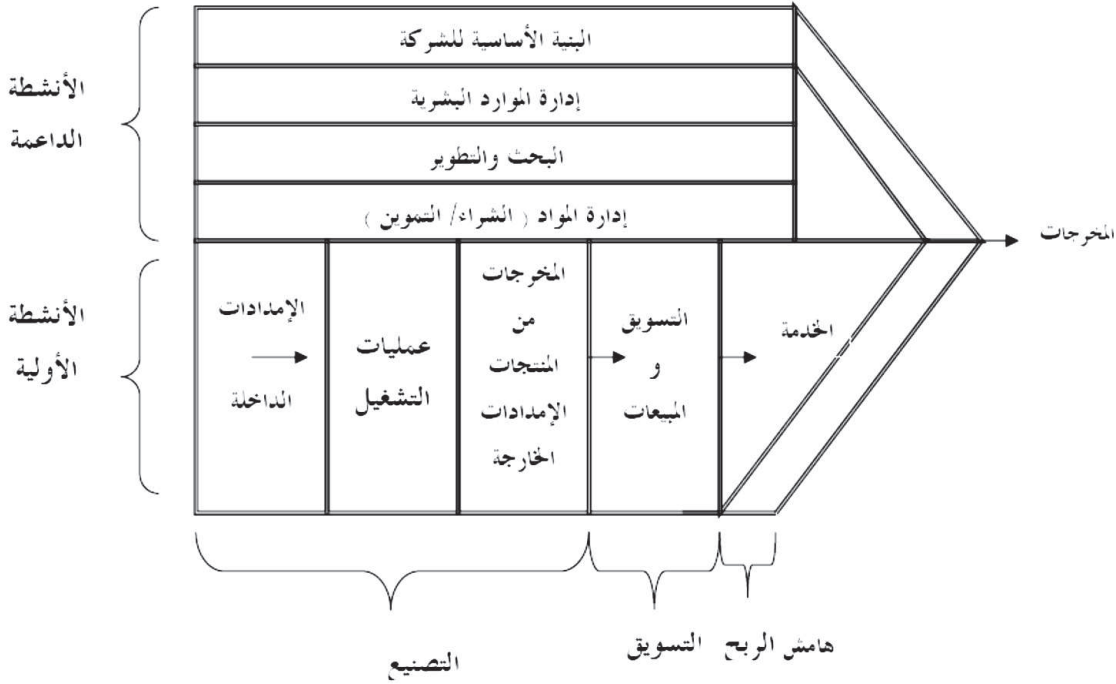 البنية الأساسية للشركة
الأنشطة
الداعمة
إدارة الموارد البشرية
البحث والتطوير
إدارة المواد ( الشراء/ التموين )
المخرجات
الأنشطة
الأولية
الإمدادات
الداخلة
عمليات
التشغيل
المخرجات
من
المنتجات
الإمدادات
الخارجة
التسويق
و
المبيعات
الخدمة
التصنيع
التسويق
هامش الربح